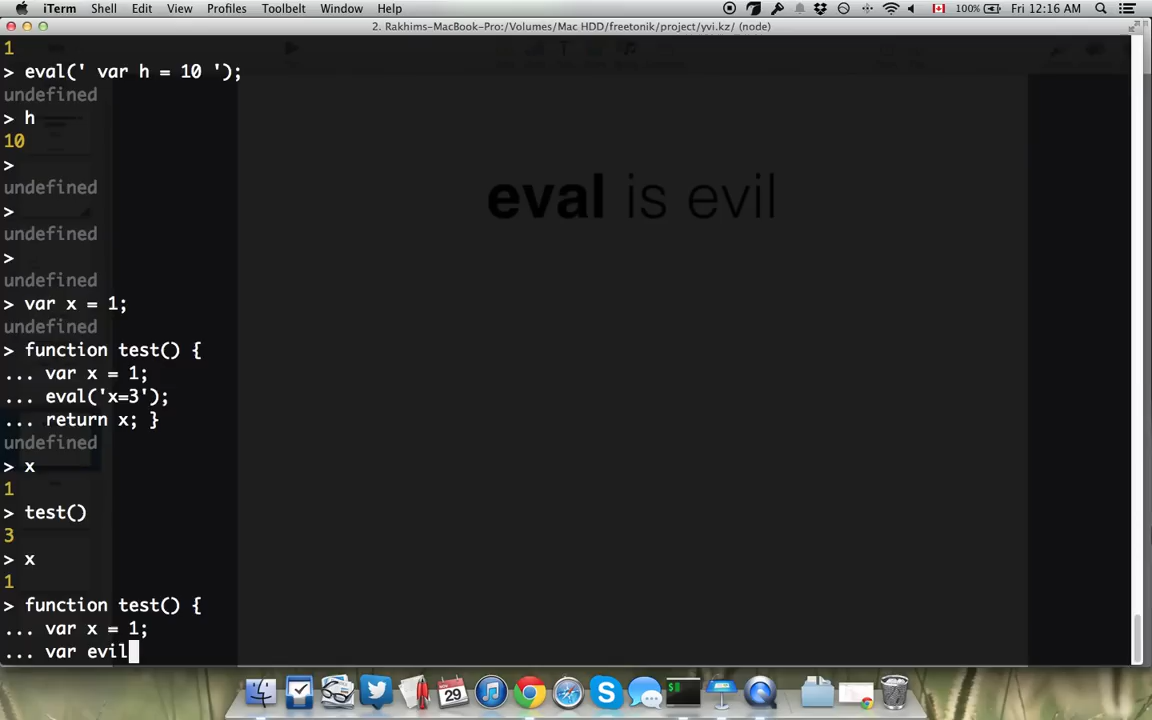 iTerm Shell Edit View Profiles Toolbelt Window Help 100% Fri 12:16 AM
2. Rakhims-MacBook-Pro:/Volumes/Mac HDD/freetonik/project/yvi.kz/ (node)
1
> eval(' var h = 10 ');
undefined
> h
10
>
undefined
>
undefined
>
undefined
> var x = 1;
undefined
> function test() {
... var x = 1;
... eval('x=3');
... return x; }
undefined
> x
1
> test()
3
> x
1
> function test() {
... var x = 1;
... var evil
eval is evil
NOV
29
$
S